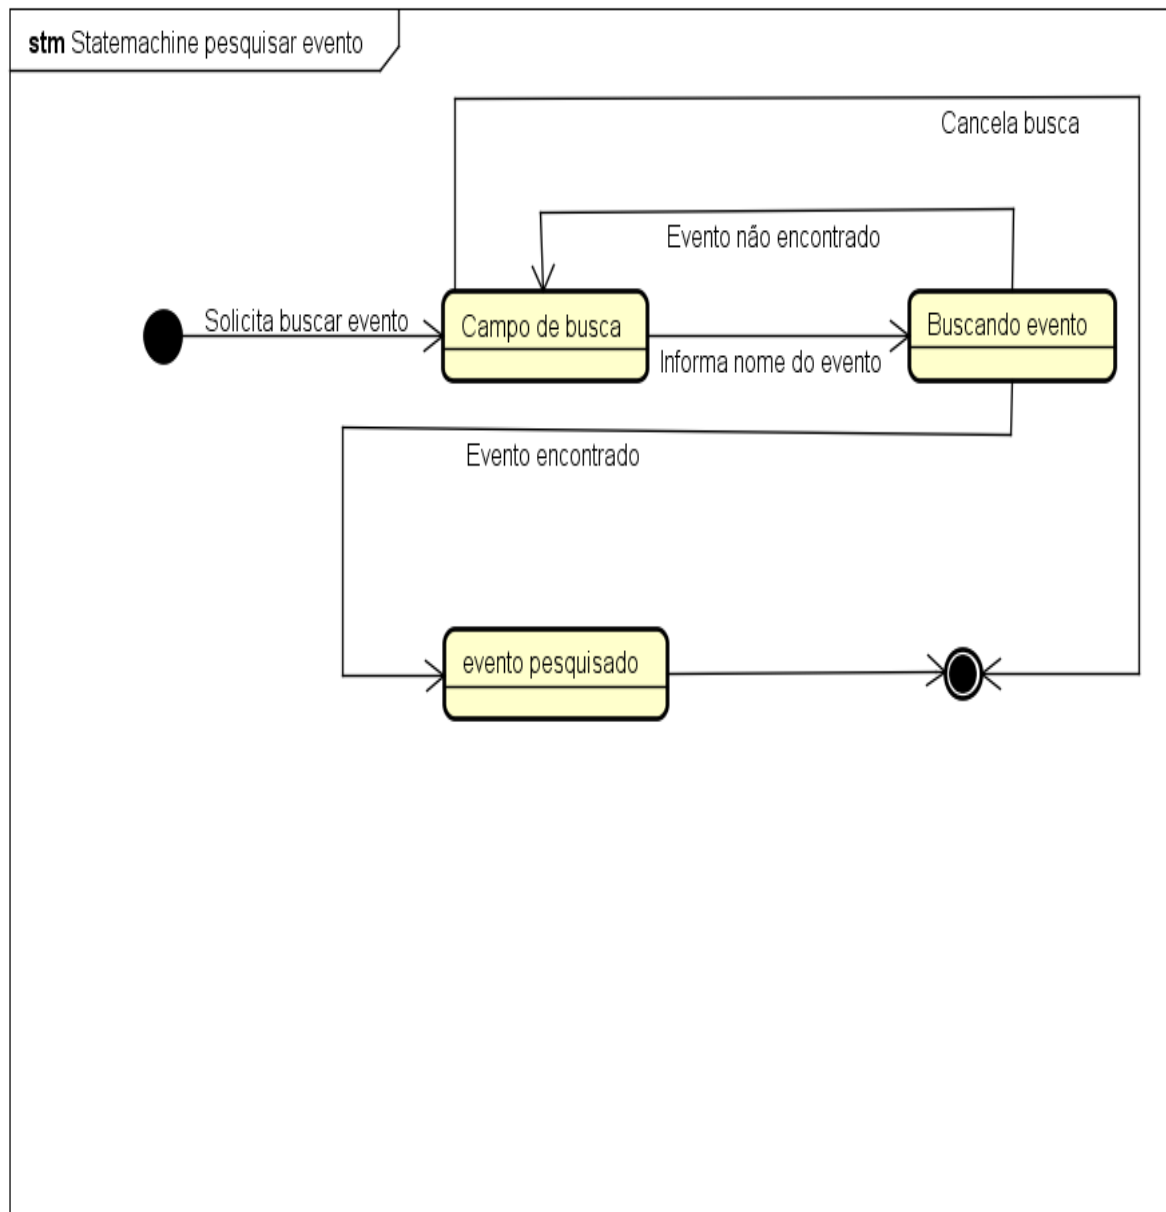 stm Statemachine pesquisar evento
Cancela busca
Evento não encontrado
Solicita buscar evento
Campo de busca
Buscando evento
Informa nome do evento
Evento encontrado
evento pesquisado